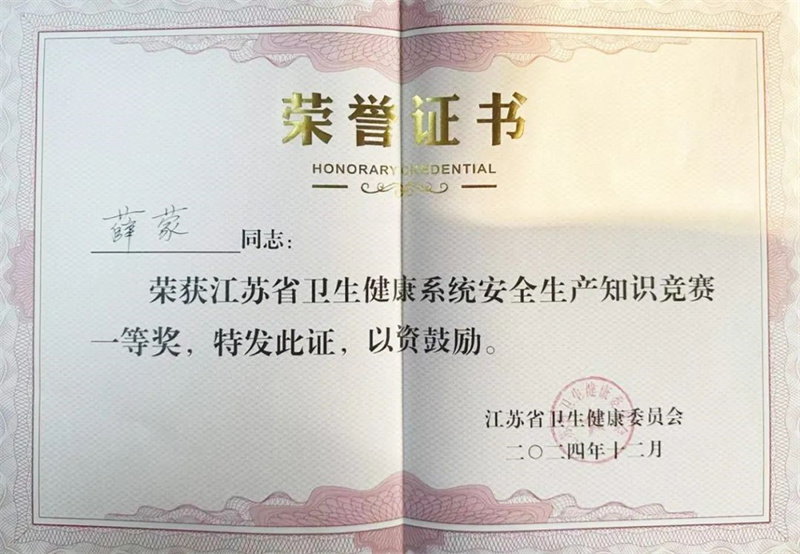 荣誉证书
HONORARY CREDENTIAL
薛蒙 同志：
荣获江苏省卫生健康系统安全生产知识竞赛
一等奖，特发此证，以资鼓励。
江苏省卫生健康委员会
二〇二四年十二月